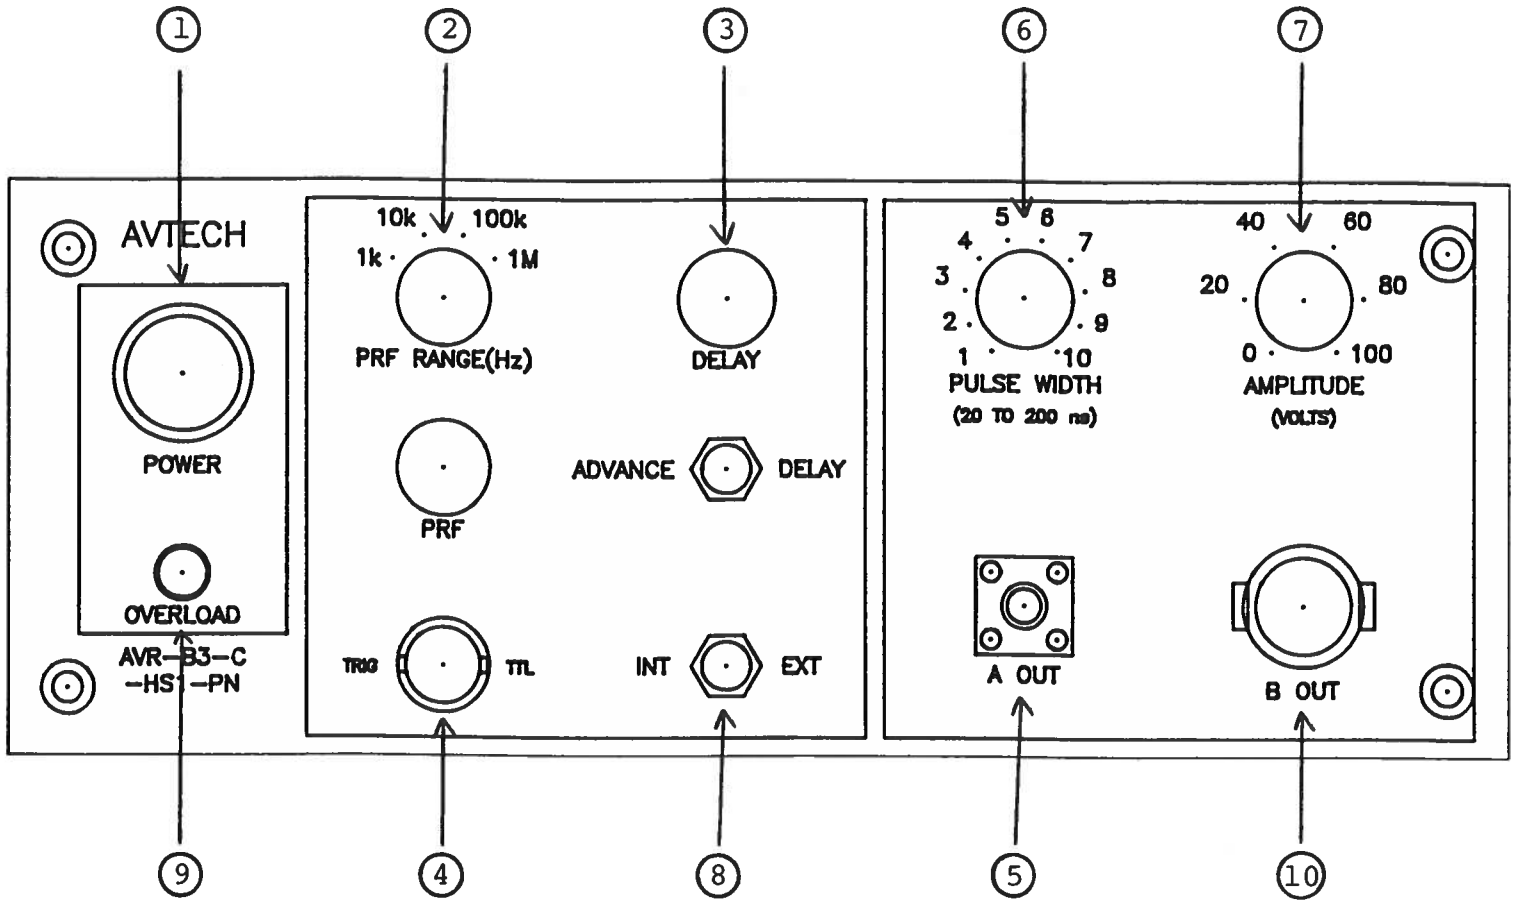 1 2 3 6 7
AVTECH
POWER
OVERLOAD
AVR-B3-C
-HS1-PN
10k 100k
1k 1M
PRF RANGE(Hz)
DELAY
PRF
ADVANCE DELAY
TRIG TTL
INT EXT
5 6
4 7
3 8
2 9
1 10
PULSE WIDTH
(20 TO 200 ns)
40 60
20 80
0 100
AMPLITUDE
(VOLTS)
A OUT
B OUT
9 4 8 5 10